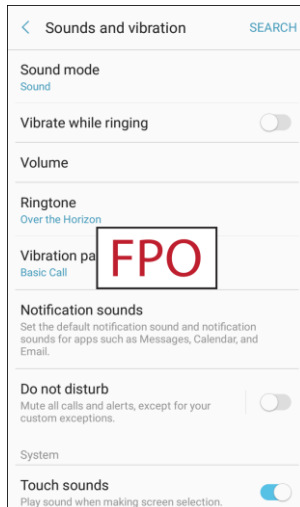 Sounds and vibration SEARCH
Sound mode
Sound
Vibrate while ringing
Volume
Ringtone
Over the Horizon
Vibration pa
FPO
Basic Call
Notification sounds
Set the default notification sound and notification
sounds for apps such as Messages, Calendar, and
Email.
Do not disturb
Mute all calls and alerts, except for your
custom exceptions.
System
Touch sounds
Play sound when making screen selection.